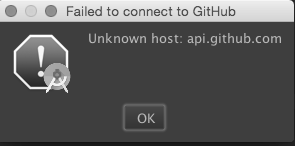 Failed to connect to GitHub
Unknown host: api.github.com
OK